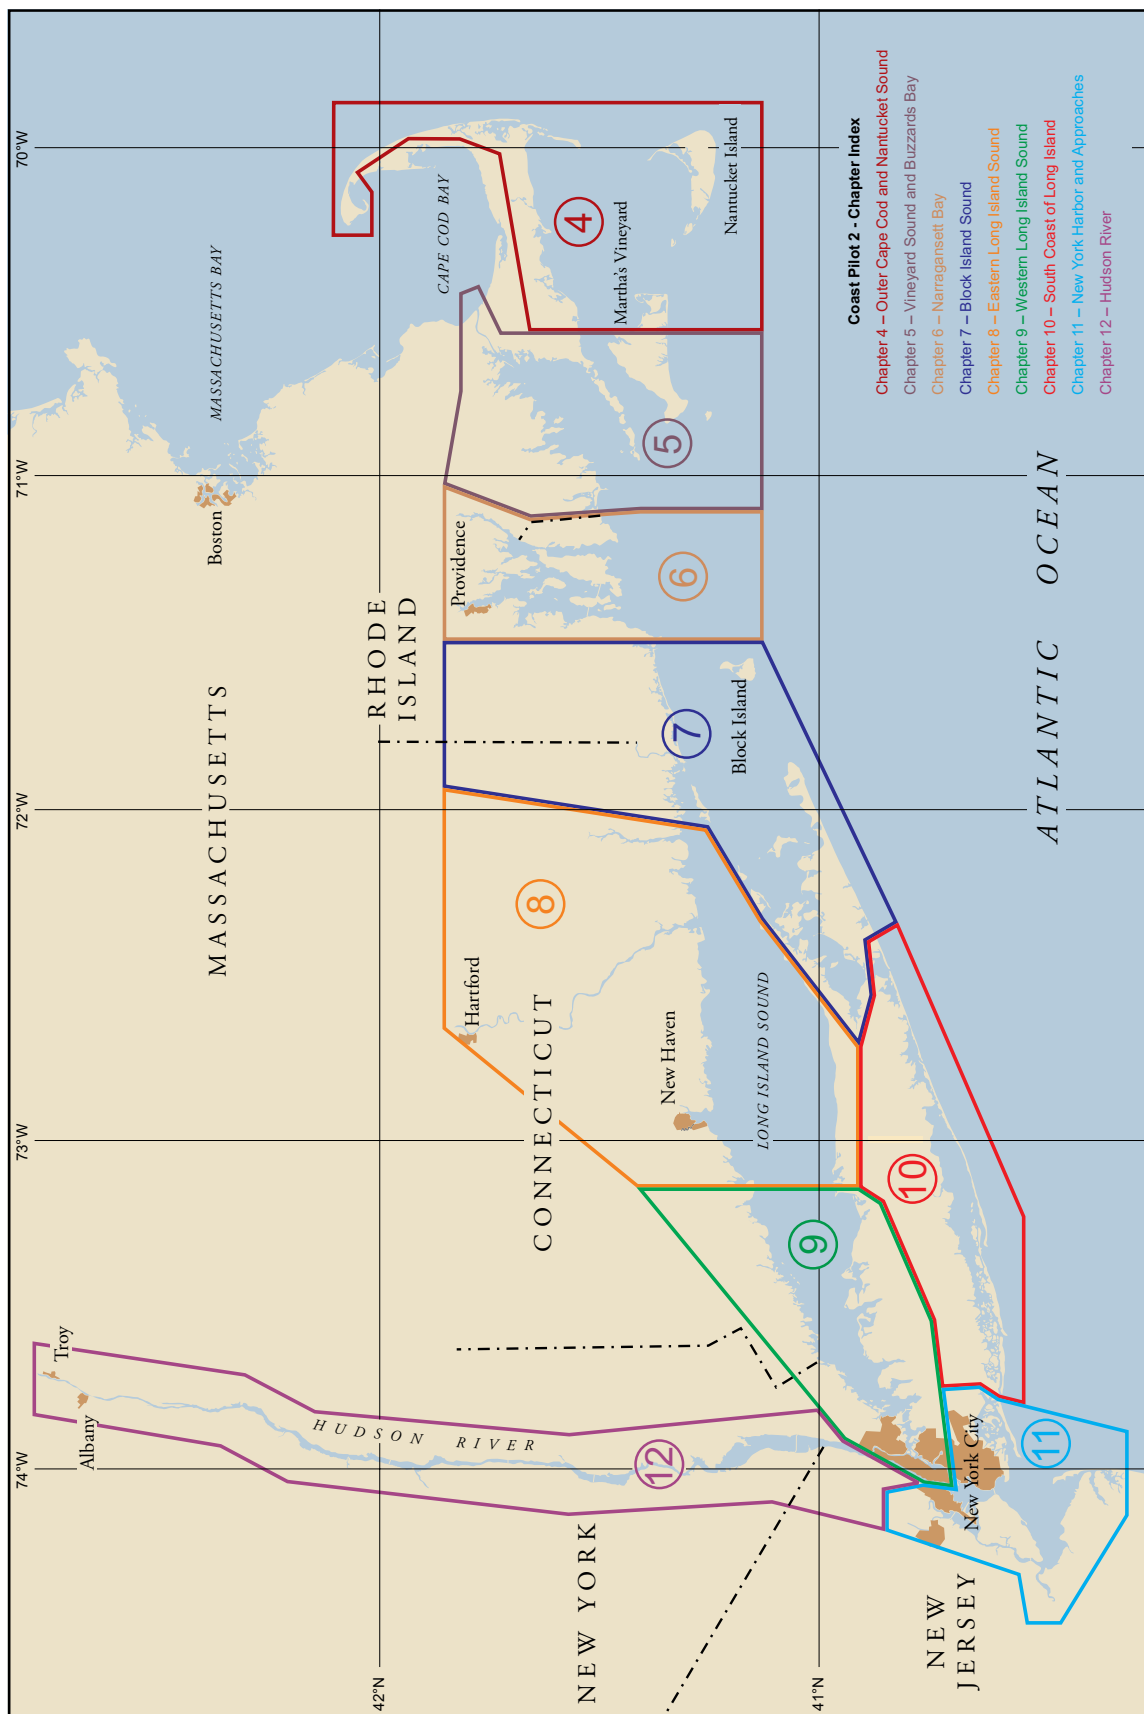 74°W
73°W
72°W
71°W
70°W
42°N
41°N
Troy
Albany
HUDSON RIVER
12
NEW YORK
NEW
JERSEY
New York City
11
MASSACHUSETTS
Boston
MASSACHUSETTS BAY
RHODE
ISLAND
Providence
CAPE COD BAY
Hartford
CONNECTICUT
8
New Haven
LONG ISLAND SOUND
9
10
7
Block Island
6
5
4
Martha's Vineyard
Nantucket Island
ATLANTIC OCEAN
Coast Pilot 2 - Chapter Index
Chapter 4 – Outer Cape Cod and Nantucket Sound
Chapter 5 – Vineyard Sound and Buzzards Bay
Chapter 6 – Narragansett Bay
Chapter 7 – Block Island Sound
Chapter 8 – Eastern Long Island Sound
Chapter 9 – Western Long Island Sound
Chapter 10 – South Coast of Long Island
Chapter 11 – New York Harbor and Approaches
Chapter 12 – Hudson River